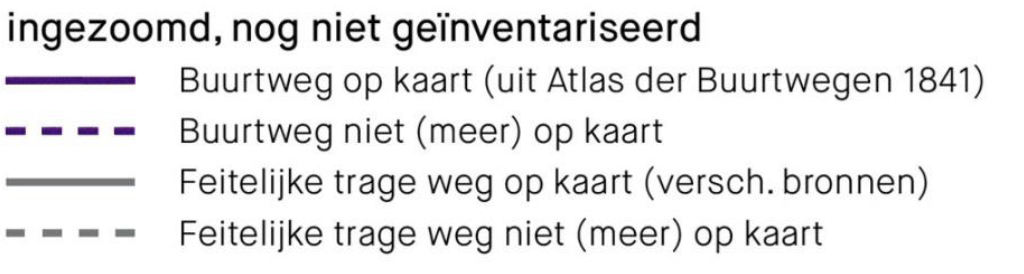 ingezoomd, nog niet geïnventariseerd
Buurtweg op kaart (uit Atlas der Buurtwegen 1841)
Buurtweg niet (meer) op kaart
Feitelijke trage weg op kaart (versch. bronnen)
Feitelijke trage weg niet (meer) op kaart